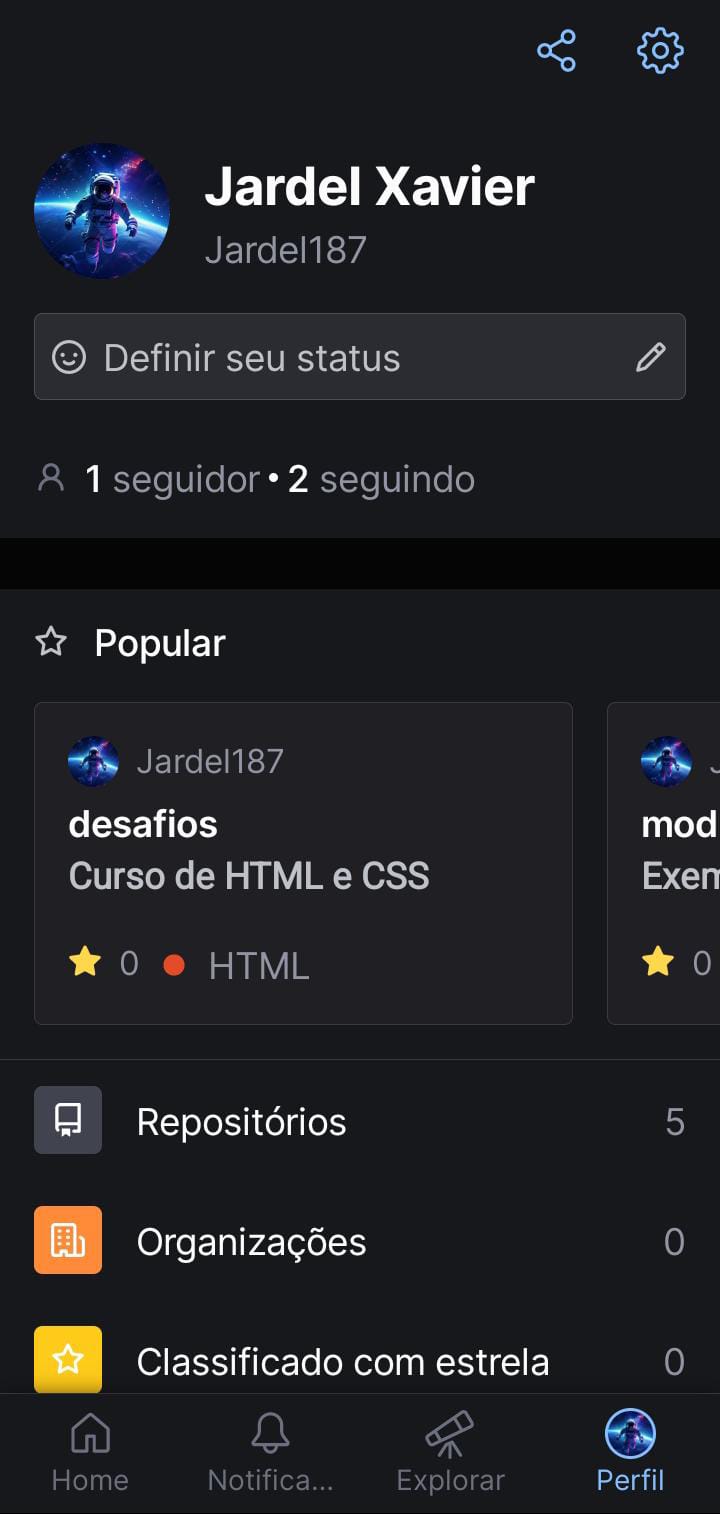 Jardel Xavier
Jardel187
Definir seu status
1 seguidor • 2 seguindo
Popular
Jardel187
desafios
Curso de HTML e CSS
0 HTML
mod
Exem
0
Repositórios 5
Organizações 0
Classificado com estrela 0
Home Notifica... Explorar Perfil